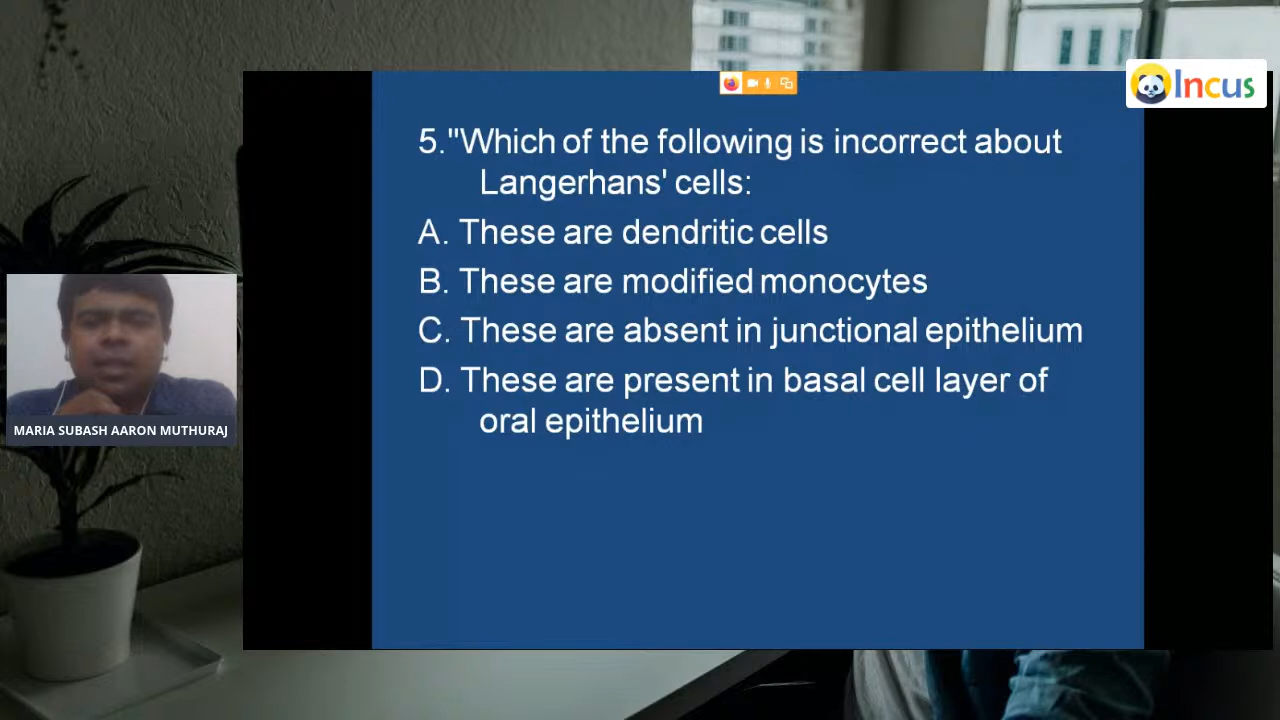 Incus
5."Which of the following is incorrect about
Langerhans' cells:
A. These are dendritic cells
B. These are modified monocytes
C. These are absent in junctional epithelium
D. These are present in basal cell layer of
oral epithelium
MARIA SUBASH AARON MUTHURAJ